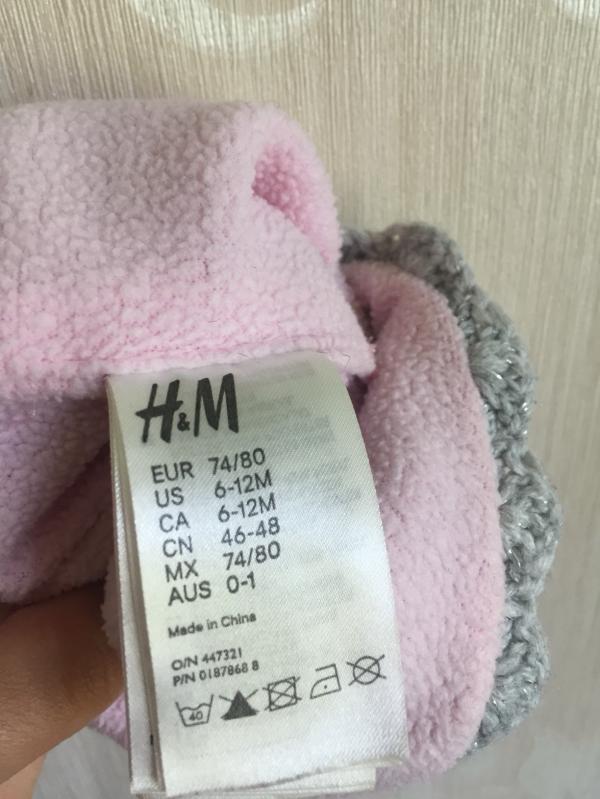 H&M
EUR 74/80
US 6-12M
CA 6-12M
CN 46-48
MX 74/80
AUS 0-1
Made in China
O/N 447321
P/N 0187868 8
40